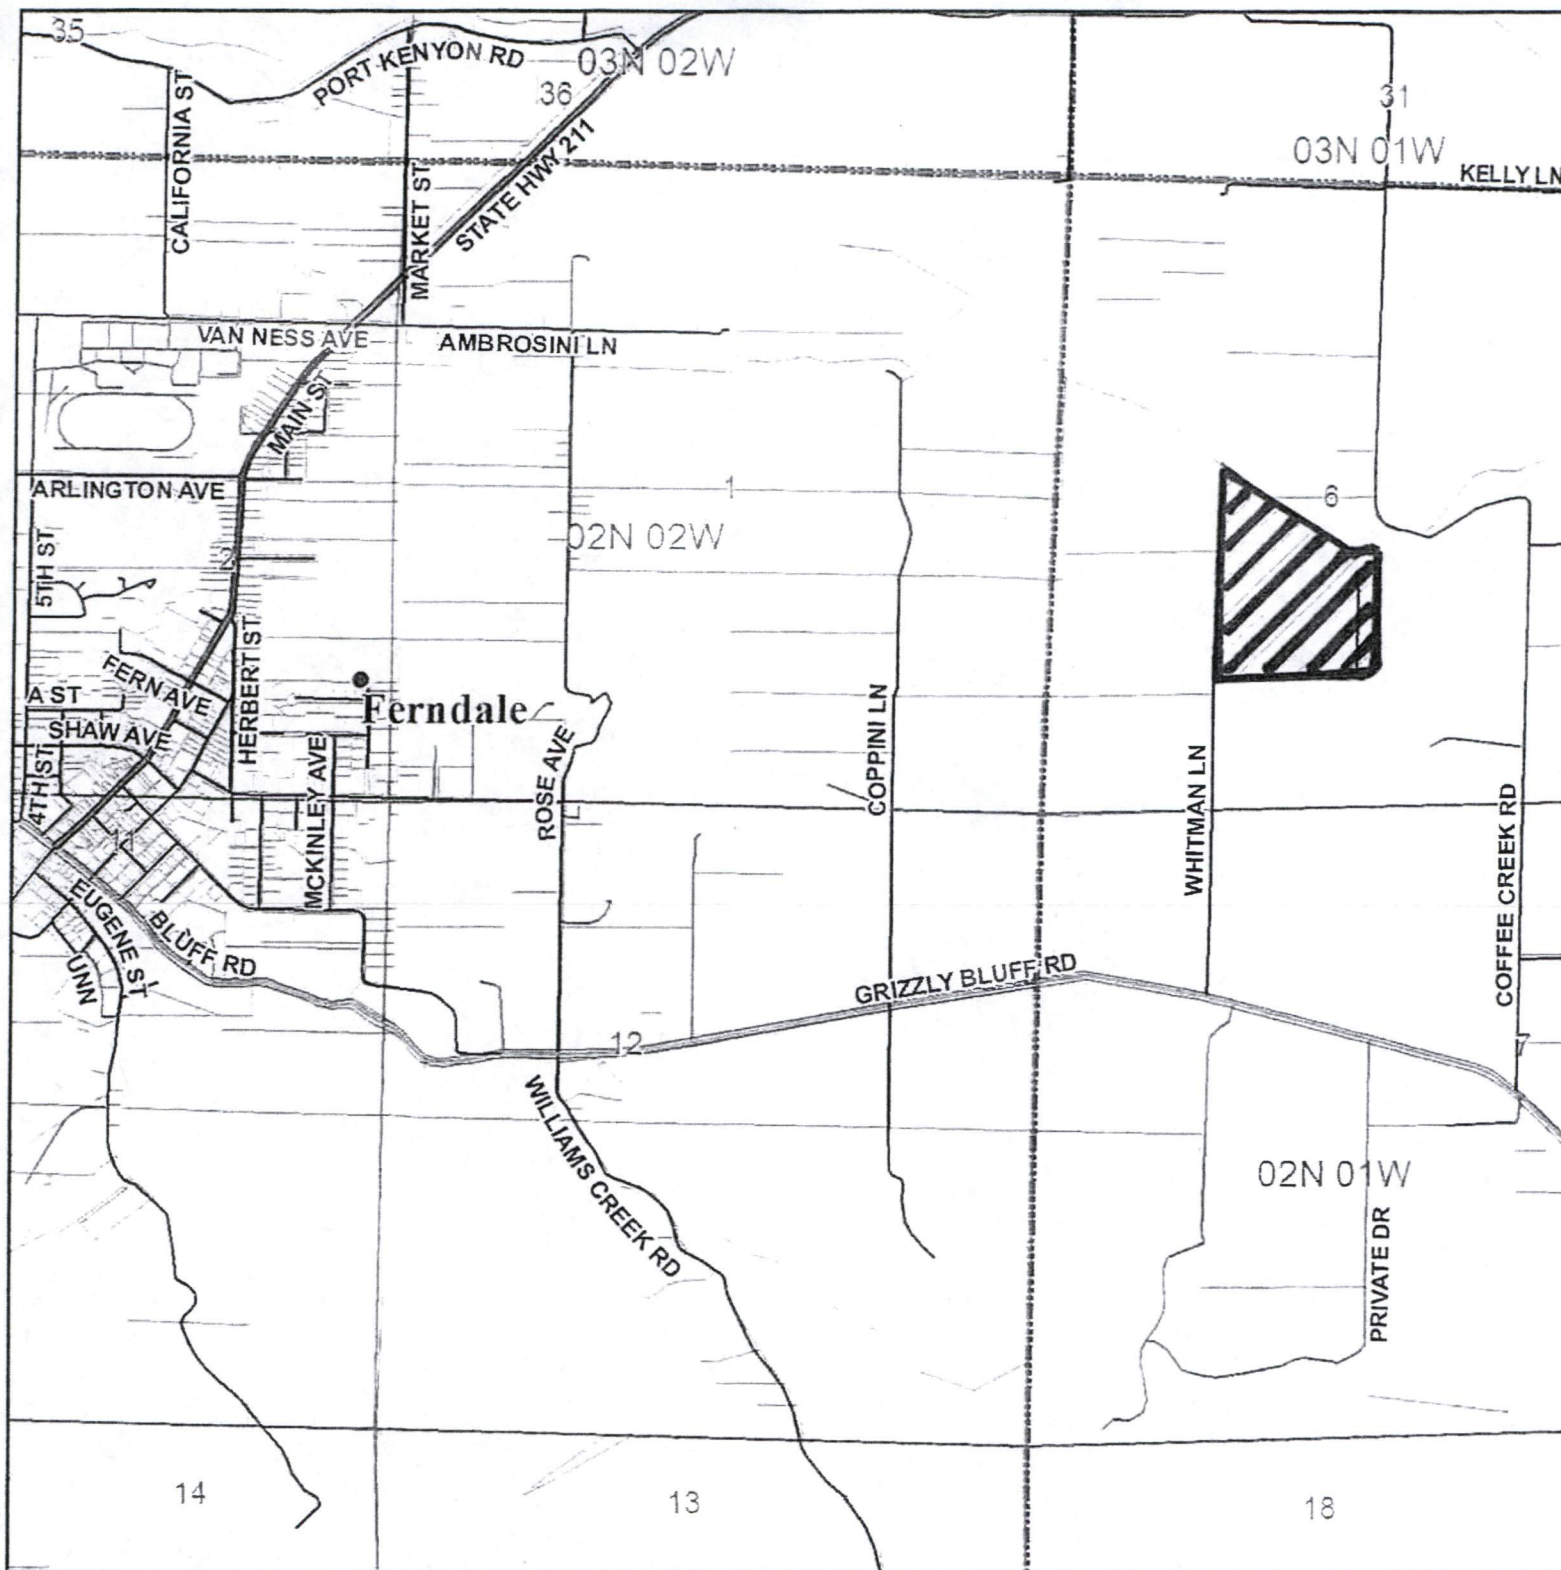 35
PORT KENYON RD
03N 02W
36
31
CALIFORNIA ST
MARKET ST
STATE HWY 211
03N 01W
KELLY LN
VAN NESS AVE
AMBROSINI LN
MAIN ST
ARLINGTON AVE
1
6
02N 02W
5TH ST
2
HERBERT ST
FERN AVE
A ST
SHAW AVE
Ferndale
4TH ST
MCKINLEY AVE
ROSE AVE
COPPINI LN
WHITMAN LN
COFFEE CREEK RD
11
EUGENE ST
BLUFF RD
UNN
GRIZZLY BLUFF RD
12
7
WILLIAMS CREEK RD
02N 01W
PRIVATE DR
14
13
18